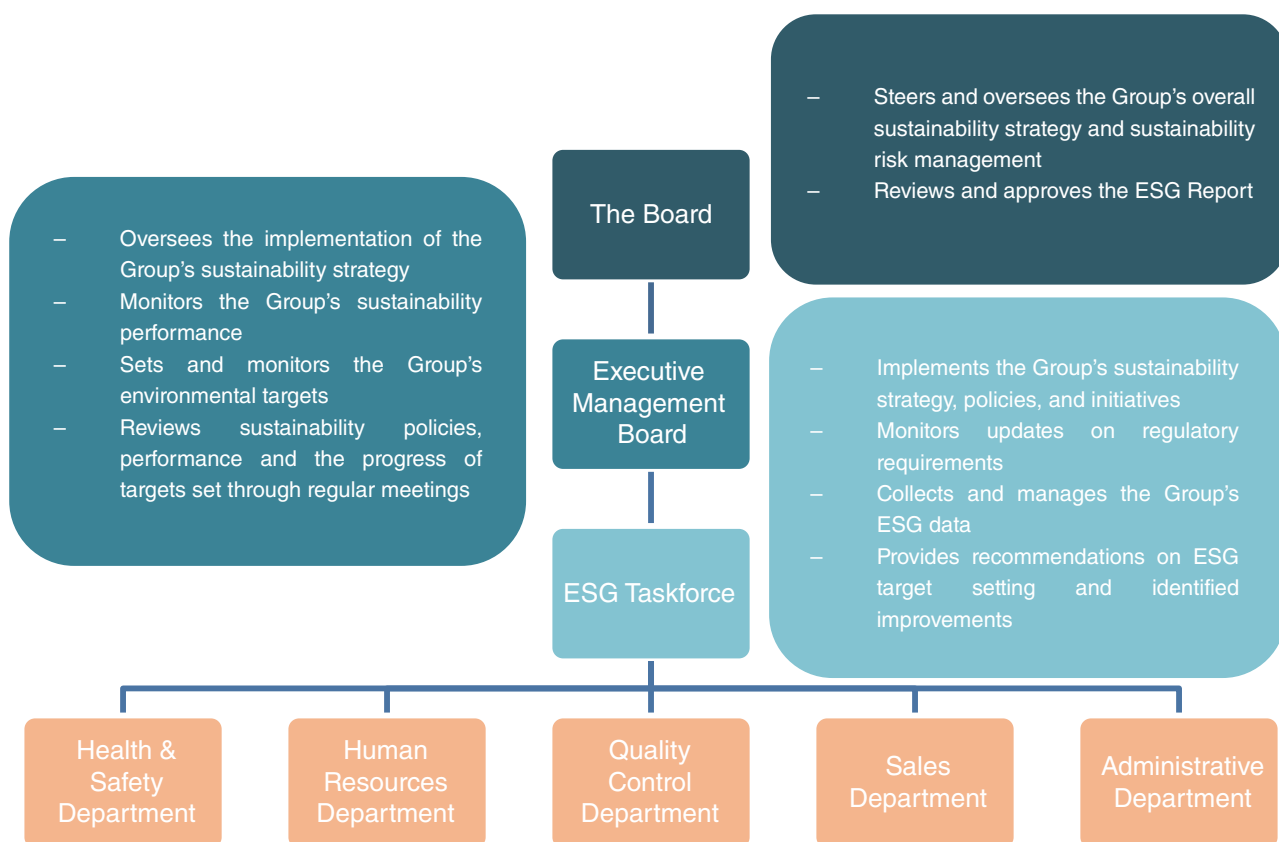 – Steers and oversees the Group's overall
sustainability strategy and sustainability
risk management
– Reviews and approves the ESG Report
The Board
– Oversees the implementation of the
Group's sustainability strategy
– Monitors the Group's sustainability
performance
– Sets and monitors the Group's
environmental targets
– Reviews sustainability policies,
performance and the progress of
targets set through regular meetings
Executive
Management
Board
– Implements the Group's sustainability
strategy, policies, and initiatives
– Monitors updates on regulatory
requirements
– Collects and manages the Group's
ESG data
– Provides recommendations on ESG
target setting and identified
improvements
ESG Taskforce
Health &
Safety
Department
Human
Resources
Department
Quality
Control
Department
Sales
Department
Administrative
Department